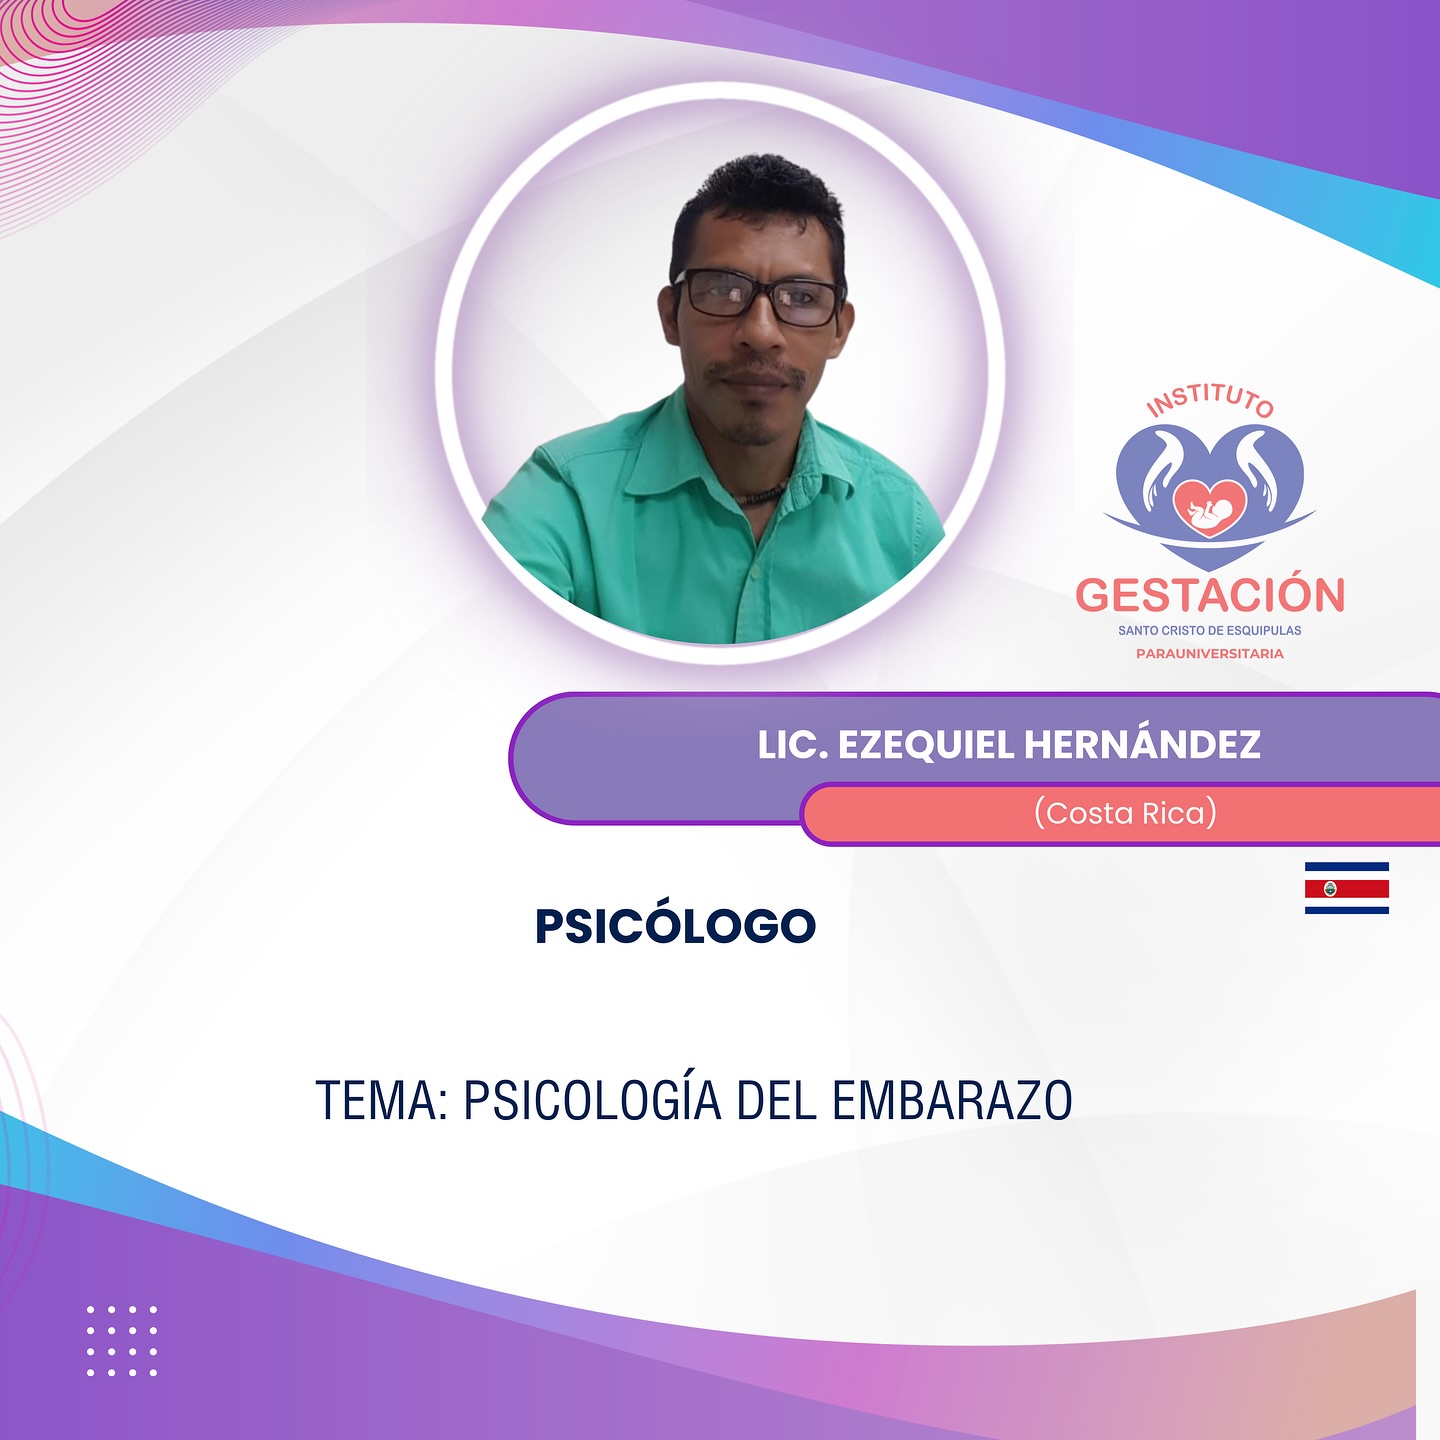 INSTITUTO
GESTACIÓN
SANTO CRISTO DE ESQUIPULAS
PARAUNIVERSITARIA
LIC. EZEQUIEL HERNÁNDEZ
(Costa Rica)
PSICÓLOGO
TEMA: PSICOLOGÍA DEL EMBARAZO